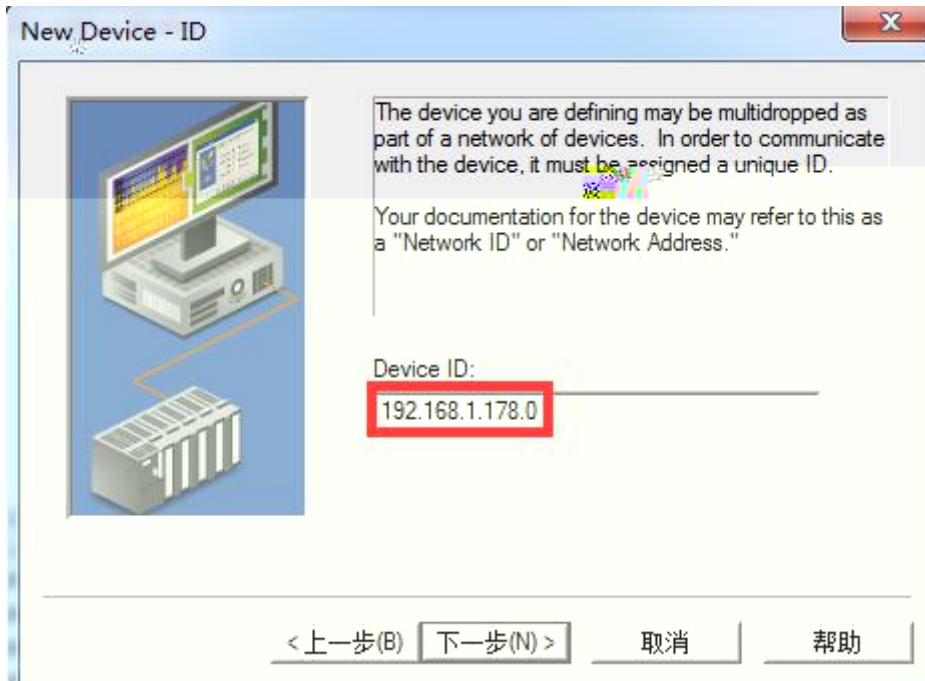 New Device - ID
The device you are defining may be multidropped as
part of a network of devices. In order to communicate
with the device, it must be assigned a unique ID.
Your documentation for the device may refer to this as
a "Network ID" or "Network Address."
Device ID:
192.168.1.178.0
<上一步(B) 下一步(N)> 取消 帮助